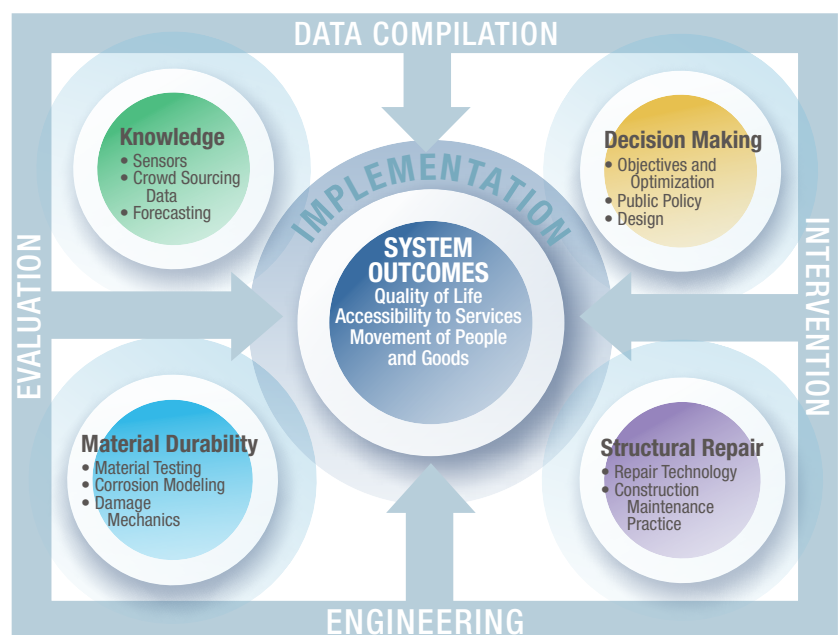 DATA COMPILATION
Knowledge
• Sensors
• Crowd Sourcing
Data
• Forecasting
Decision Making
• Objectives and
Optimization
• Public Policy
• Design
IMPLEMENTATION
SYSTEM
OUTCOMES
Quality of Life
Accessibility to Services
Movement of People
and Goods
EVALUATION
INTERVENTION
Material Durability
• Material Testing
• Corrosion Modeling
• Damage
Mechanics
Structural Repair
• Repair Technology
• Construction
Maintenance
Practice
ENGINEERING